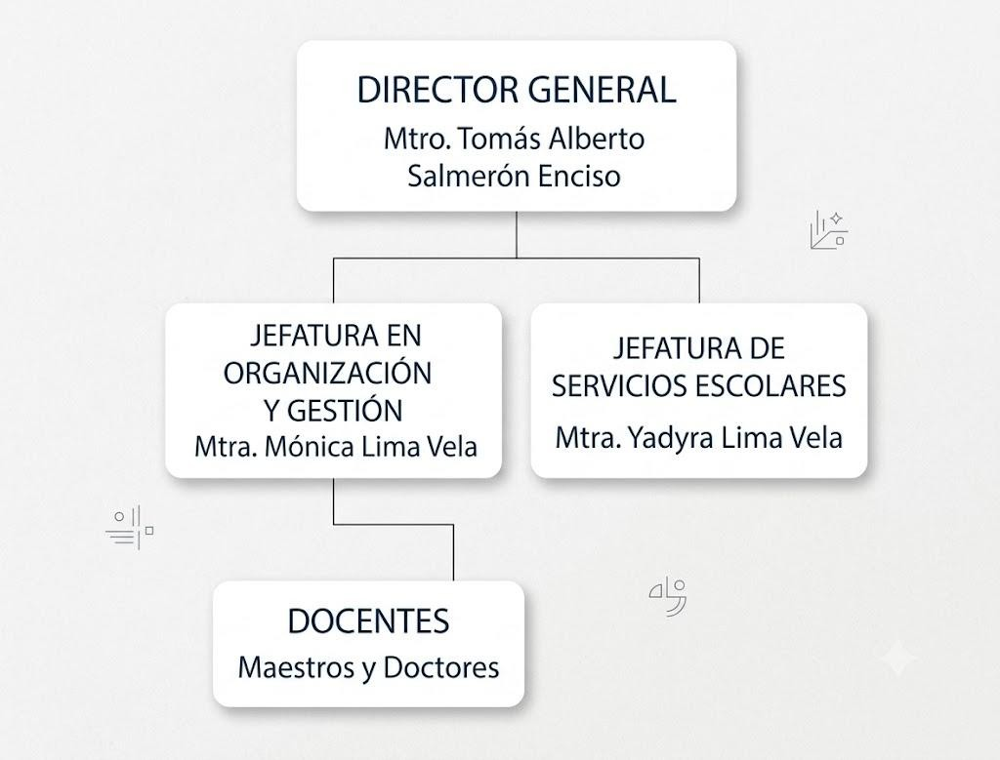 DIRECTOR GENERAL
Mtro. Tomás Alberto
Salmerón Enciso
JEFATURA EN
ORGANIZACIÓN
Y GESTIÓN
Mtra. Mónica Lima Vela
JEFATURA DE
SERVICIOS ESCOLARES
Mtra. Yadyra Lima Vela
DOCENTES
Maestros y Doctores